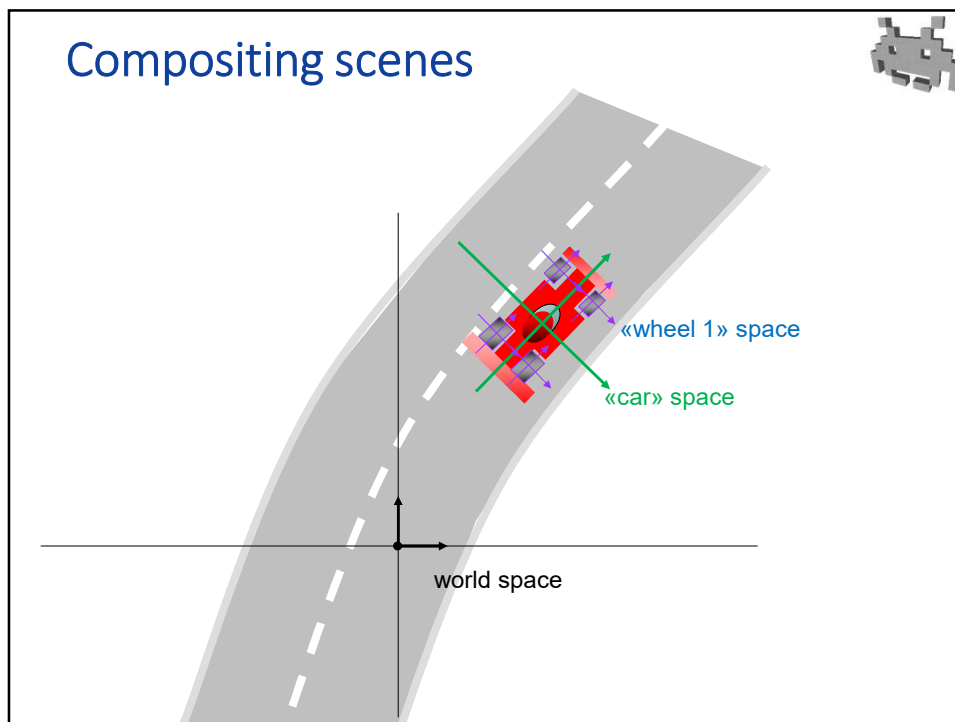 Compositing scenes
«wheel 1» space
«car» space
world space